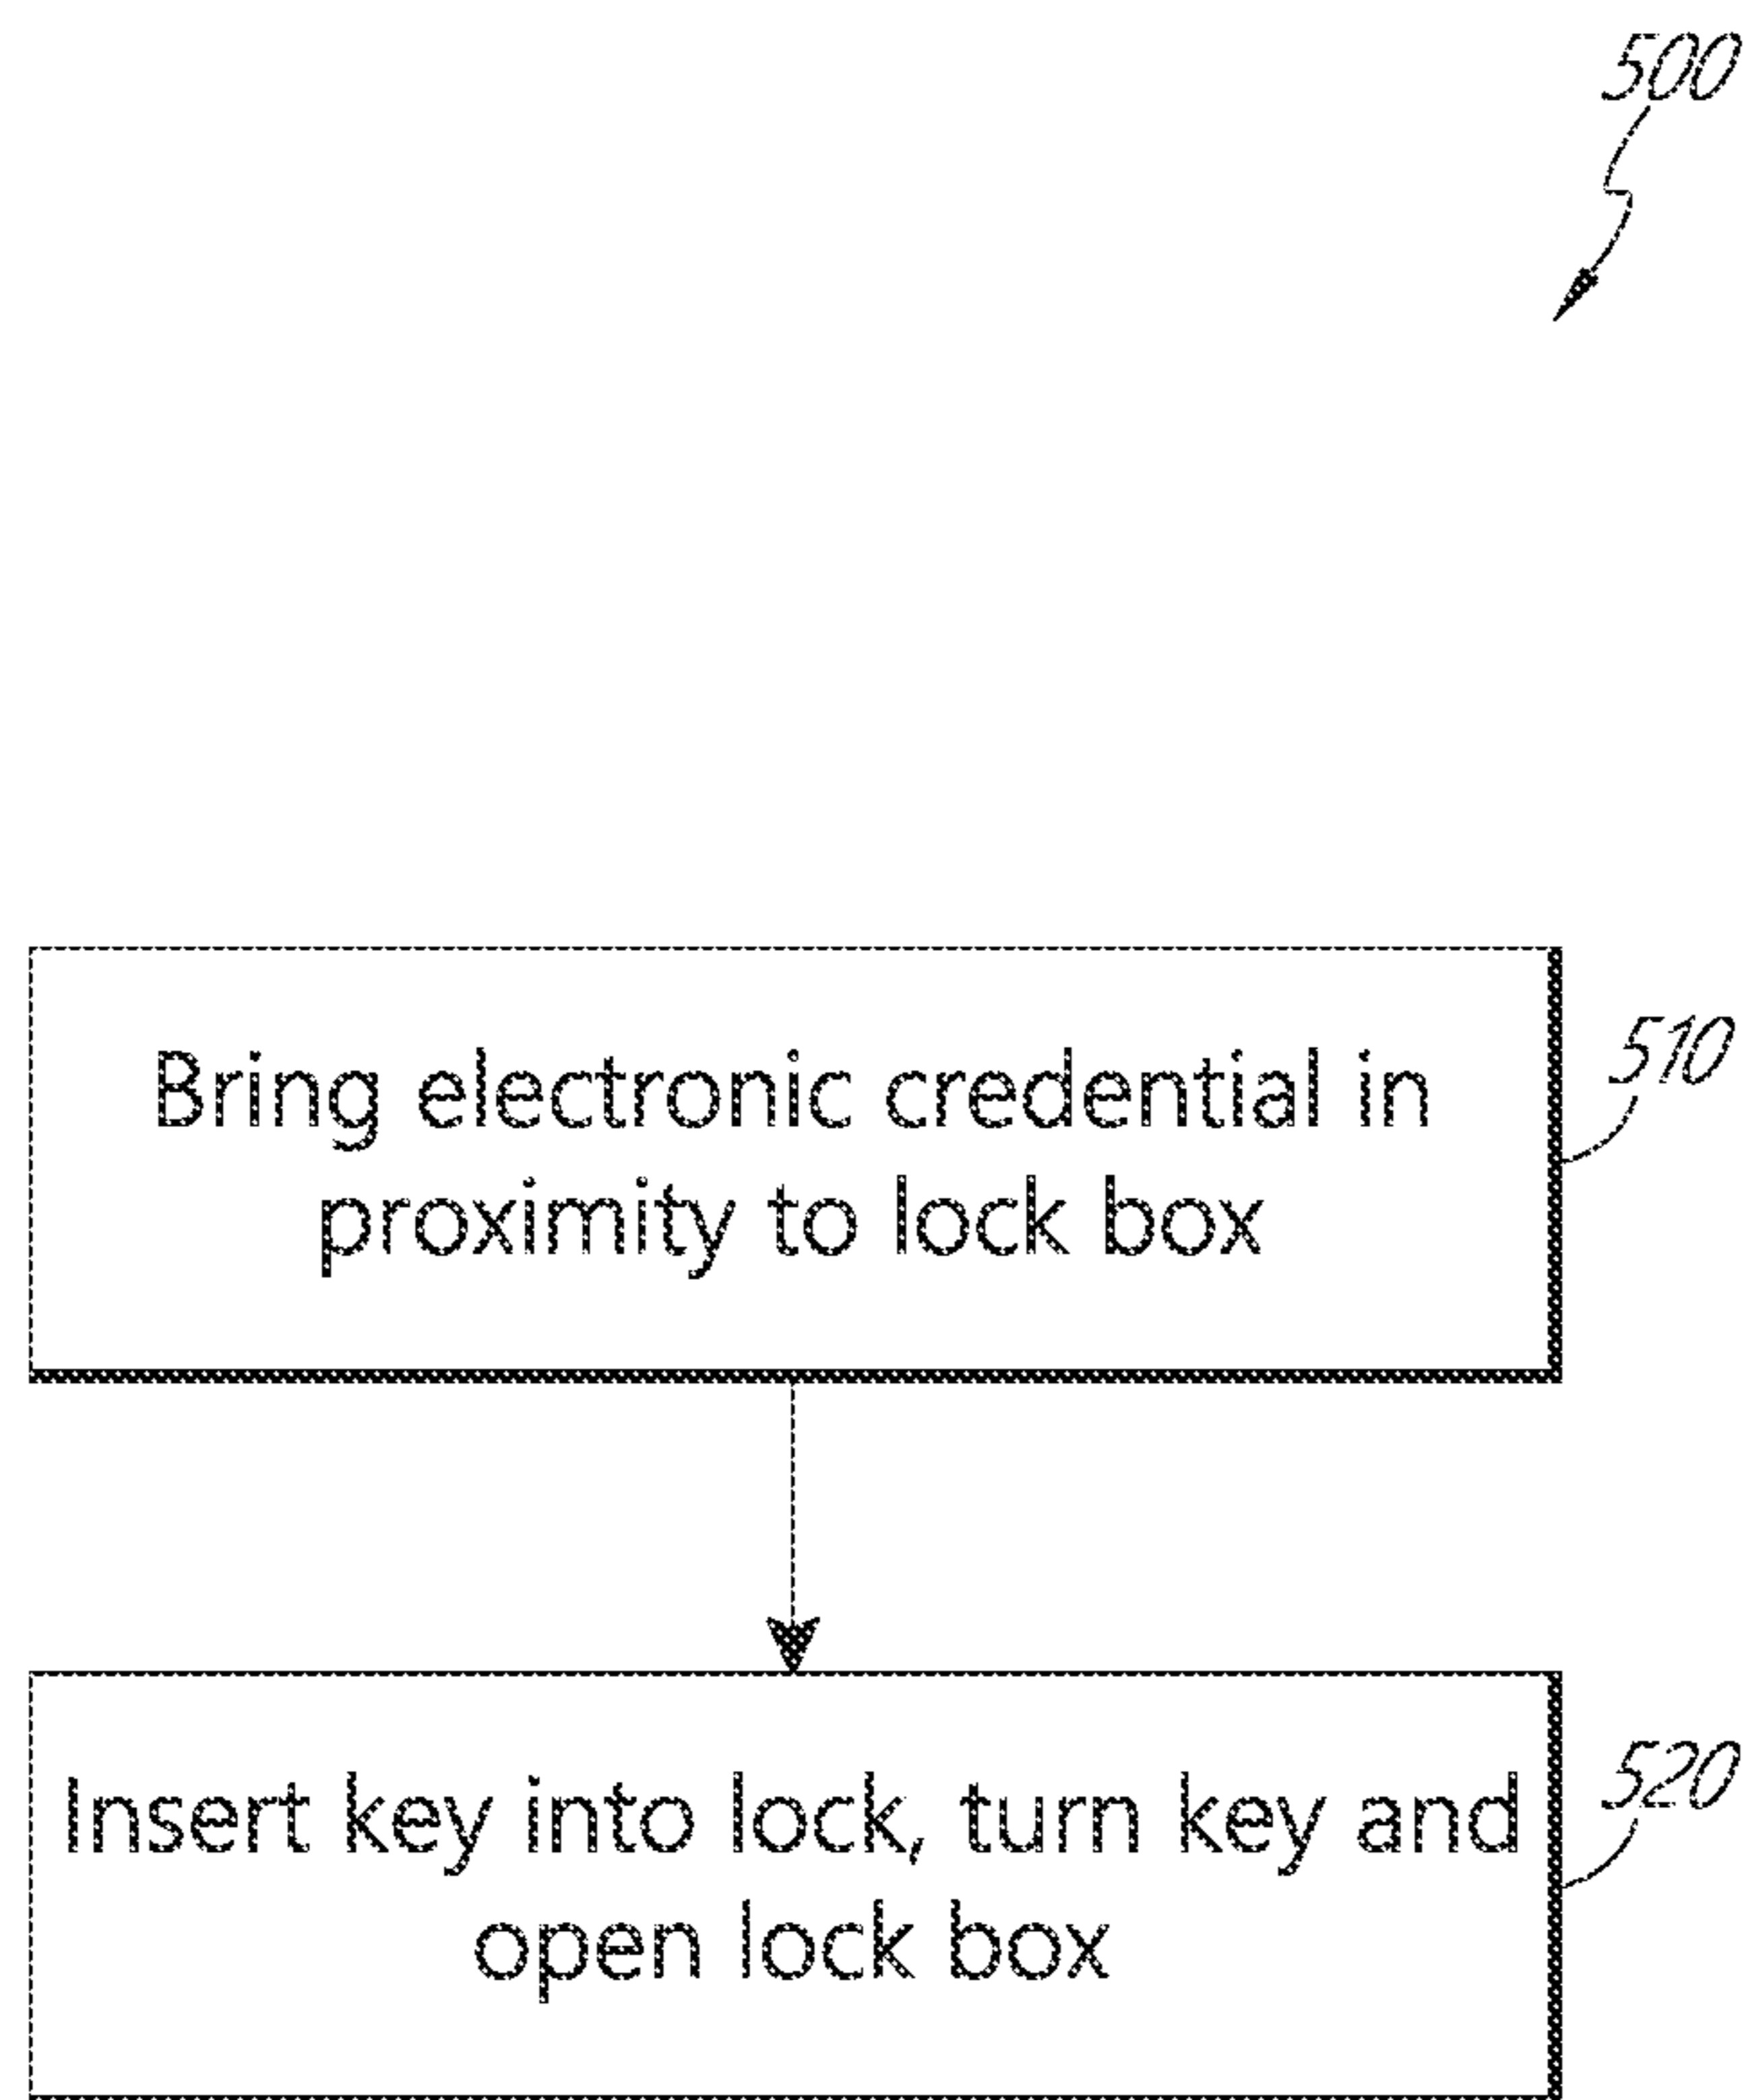 500
Bring electronic credential in
proximity to lock box
510
Insert key into lock, turn key and
open lock box
520